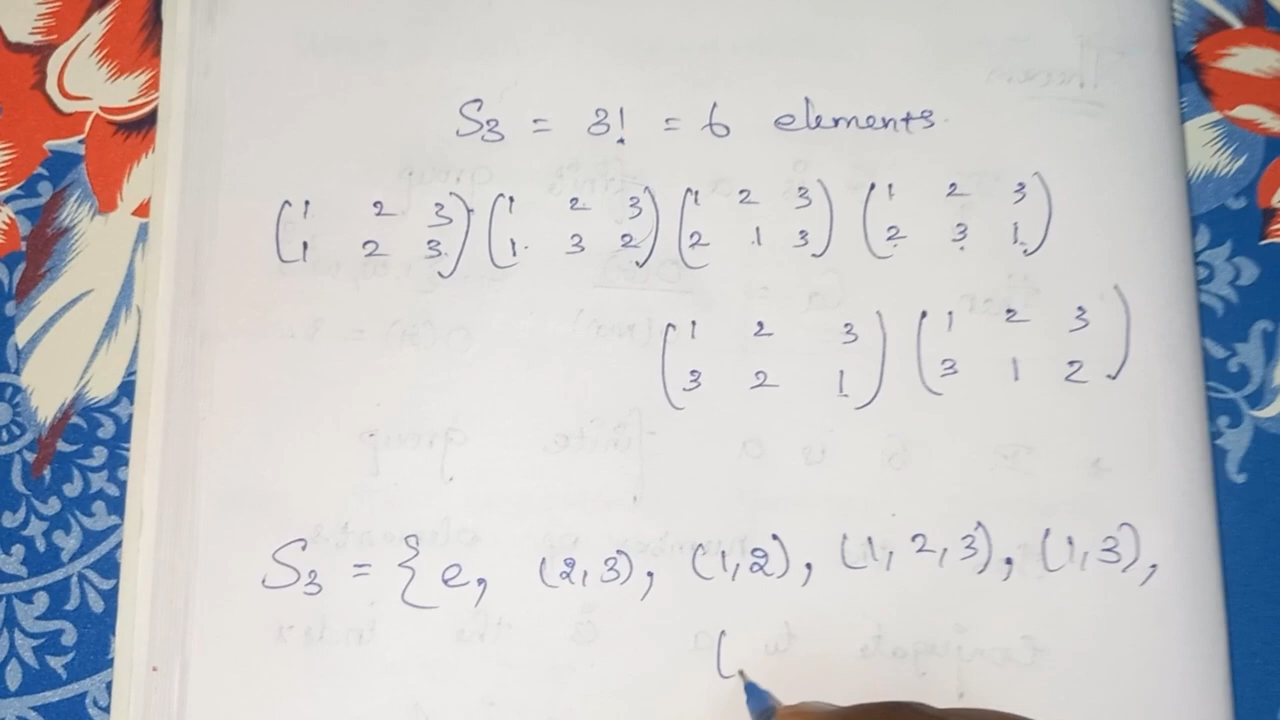 S3 = 3! = 6 elements.
(1 2 3) (1 2 3) (1 2 3) (1 2 3)
(1 2 3) (1 3 2) (2 1 3) (2 3 1)
(1 2 3) (1 2 3)
(3 2 1) (3 1 2)
S3 = {e, (2,3), (1,2), (1,2,3), (1,3),
(